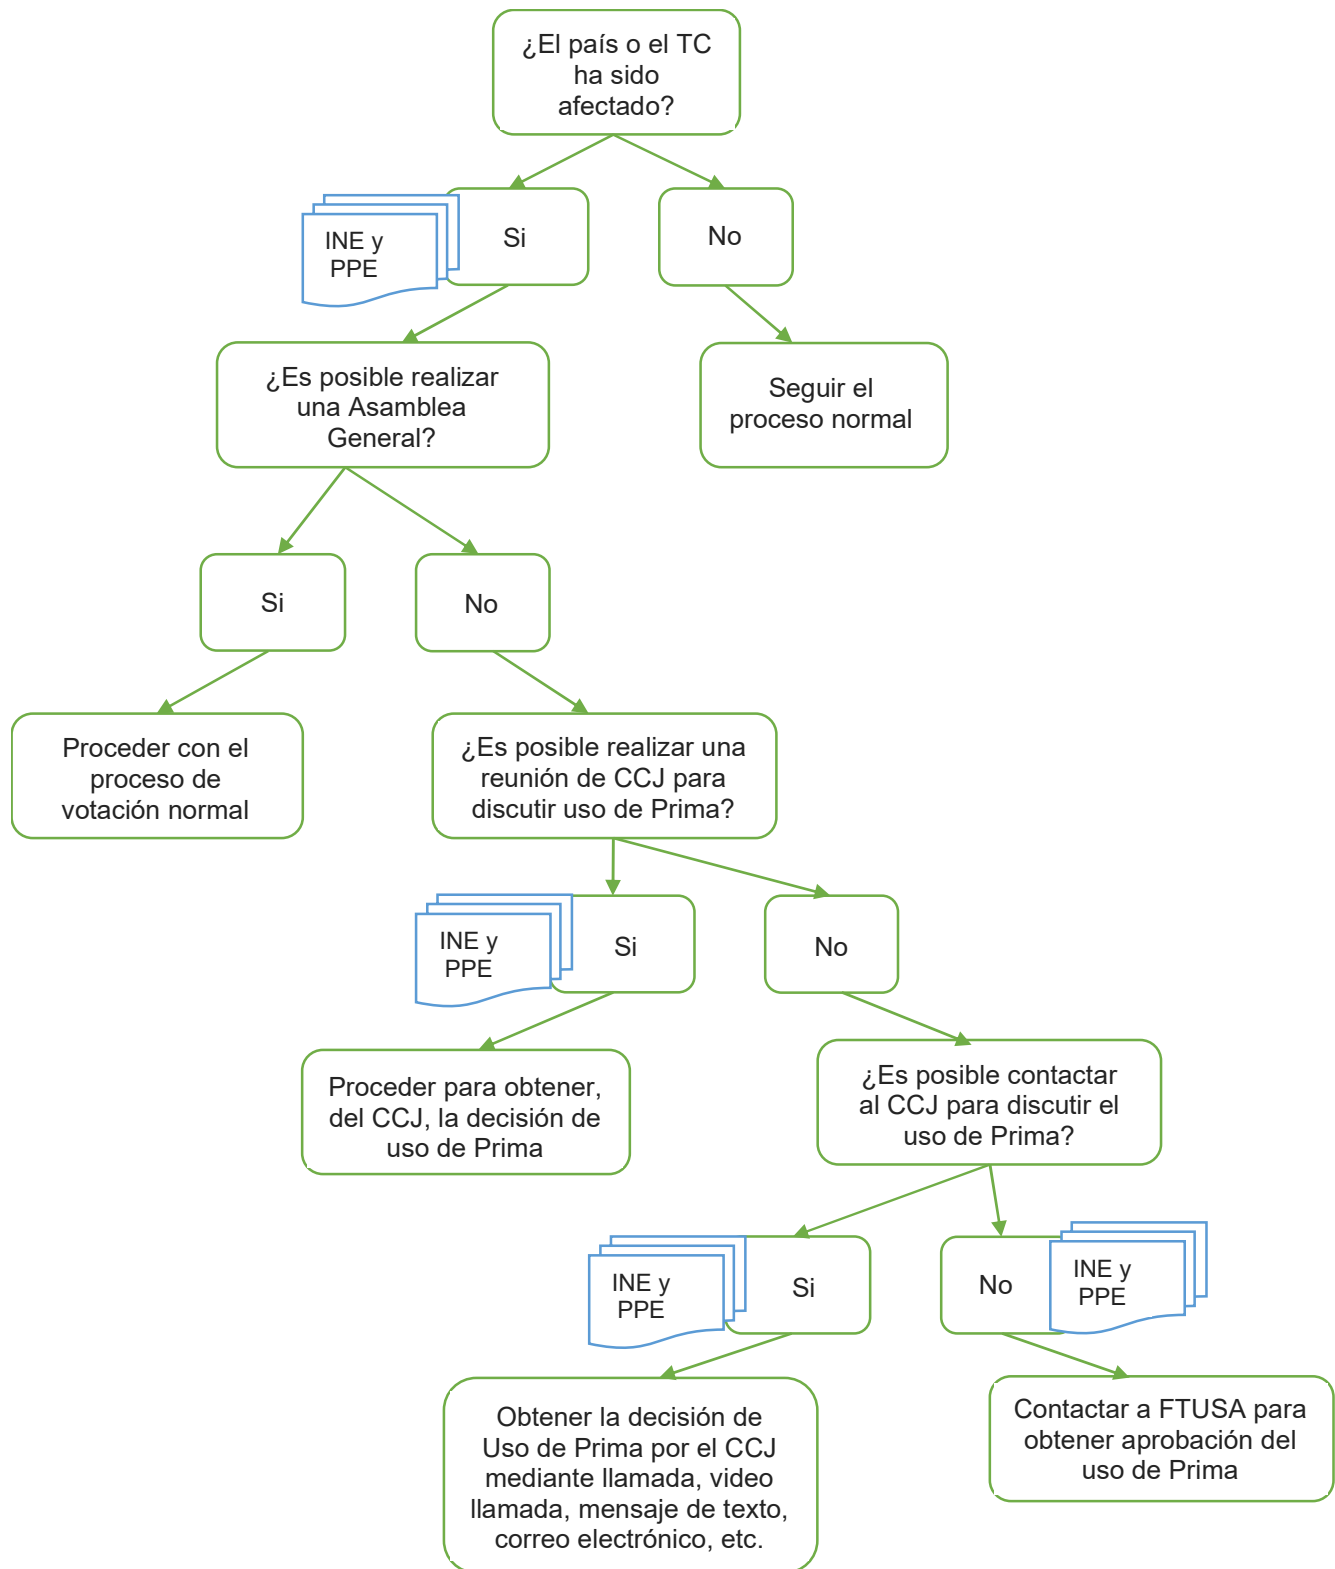 ¿El país o el TC
ha sido
afectado?
INE y
PPE
Si
No
¿Es posible realizar
una Asamblea
General?
Seguir el
proceso normal
Si
No
Proceder con el
proceso de
votación normal
¿Es posible realizar una
reunión de CCJ para
discutir uso de Prima?
INE y
PPE
Si
No
Proceder para obtener,
del CCJ, la decisión de
uso de Prima
¿Es posible contactar
al CCJ para discutir el
uso de Prima?
INE y
PPE
Si
No
INE y
PPE
Obtener la decisión de
Uso de Prima por el CCJ
mediante llamada, video
llamada, mensaje de texto,
correo electrónico, etc.
Contactar a FTUSA para
obtener aprobación del
uso de Prima